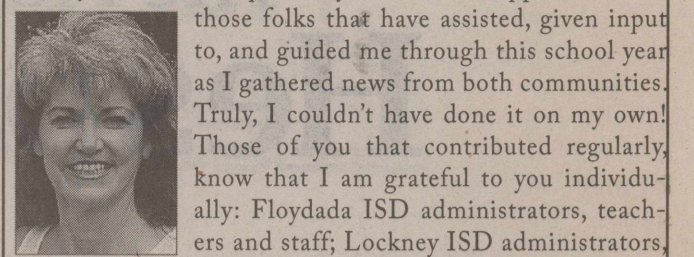 those folks that have assisted, given input
to, and guided me through this school year
as I gathered news from both communities.
Truly, I couldn't have done it on my own!
Those of you that contributed regularly,
know that I am grateful to you individu-
ally: Floydada ISD administrators, teach-
ers and staff; Lockney ISD administrators,